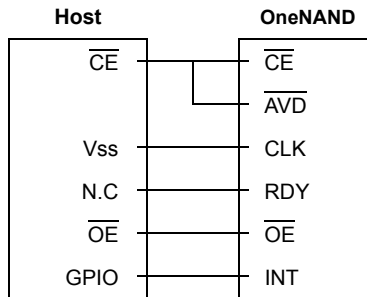 Host OneNAND
CE CE
AVD
Vss CLK
N.C RDY
OE OE
GPIO INT